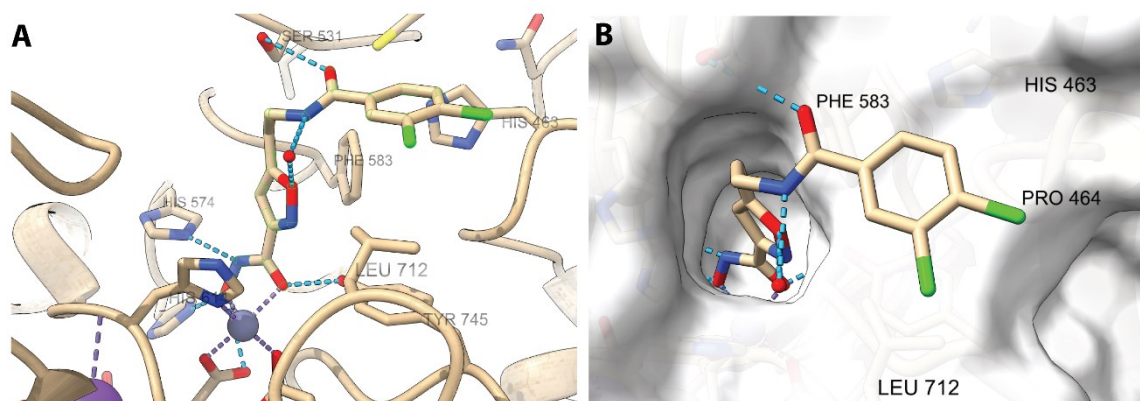 A
SER 531
HIS 463
PHE 583
HIS 574
LEU 712
TYR 745
B
PHE 583
HIS 463
PRO 464
LEU 712